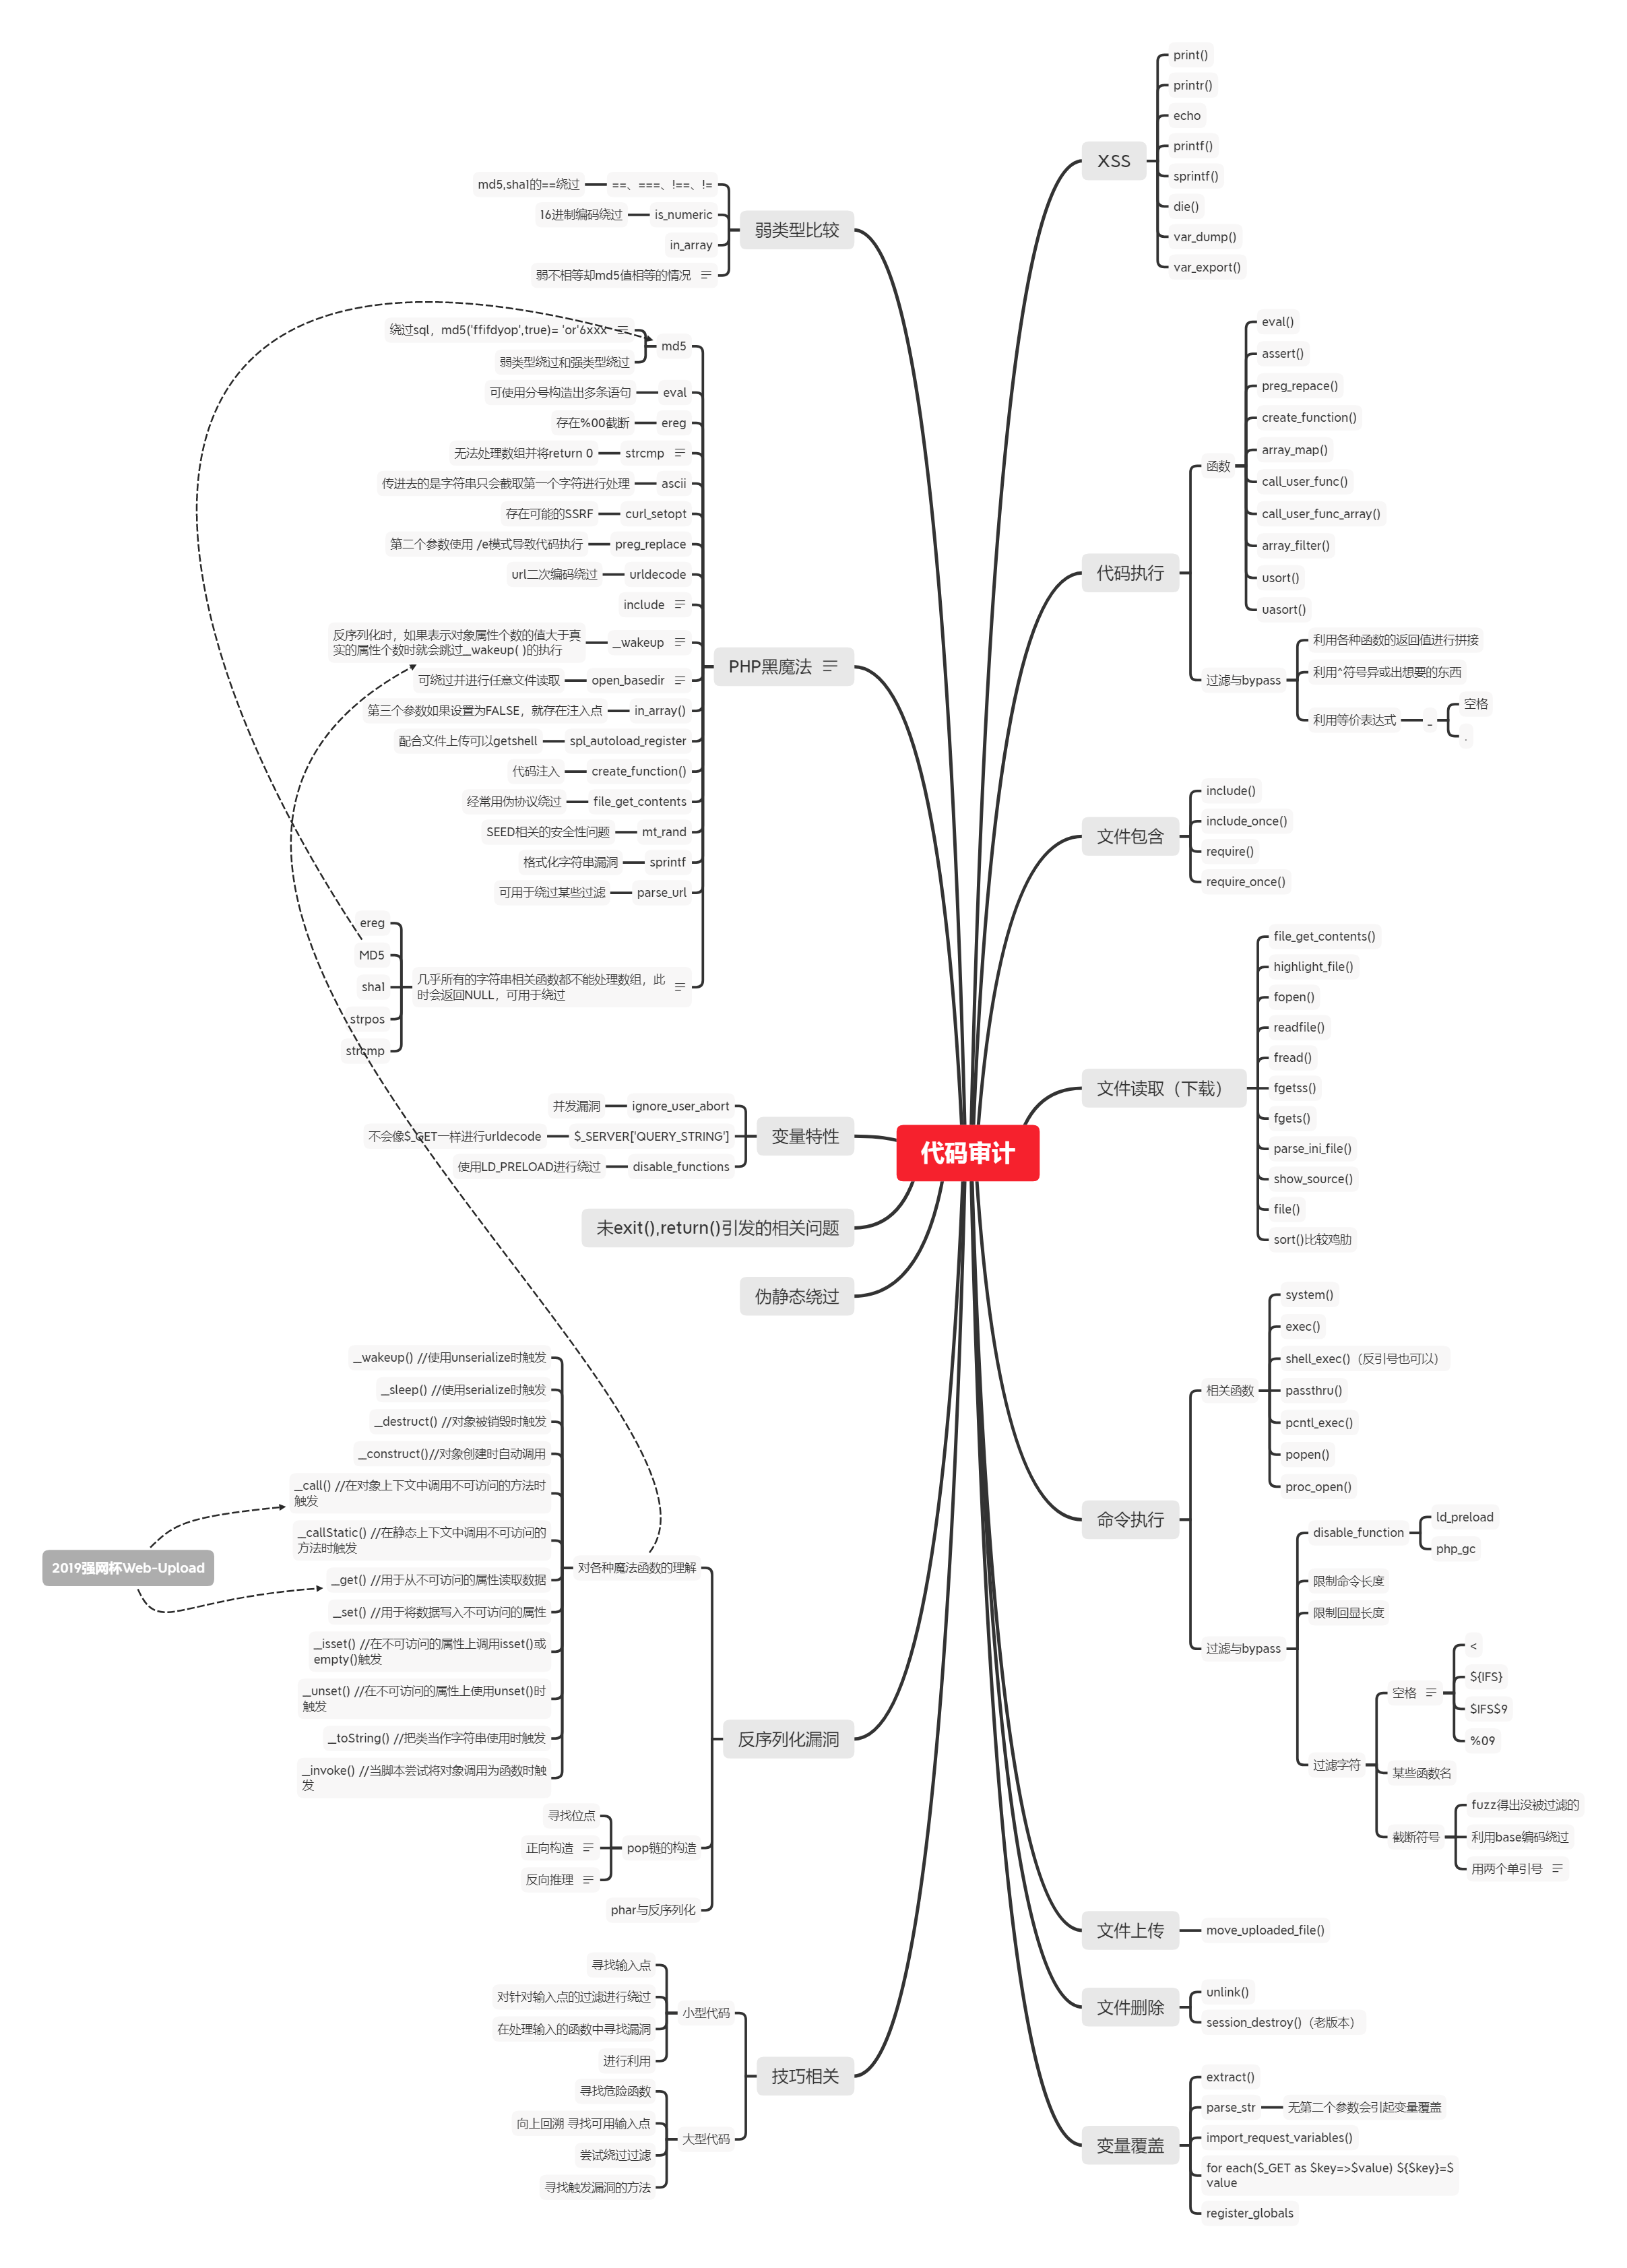 代码审计
XSS
print()
printr()
echo
printf()
sprintf()
die()
var_dump()
var_export()
代码执行
函数
eval()
assert()
preg_repace()
create_function()
array_map()
call_user_func()
call_user_func_array()
array_filter()
usort()
uasort()
过滤与bypass
利用各种函数的返回值进行拼接
利用^符号异或出想要的东西
利用等价表达式
_
空格
.
文件包含
include()
include_once()
require()
require_once()
文件读取（下载）
file_get_contents()
highlight_file()
fopen()
readfile()
fread()
fgetss()
fgets()
parse_ini_file()
show_source()
file()
sort()比较鸡肋
命令执行
相关函数
system()
exec()
shell_exec()（反引号也可以）
passthru()
pcntl_exec()
popen()
proc_open()
过滤与bypass
disable_function
ld_preload
php_gc
限制命令长度
限制回显长度
过滤字符
空格
<
${IFS}
$IFS$9
%09
某些函数名
截断符号
fuzz得出没被过滤的
利用base编码绕过
用两个单引号
文件上传
move_uploaded_file()
文件删除
unlink()
session_destroy()（老版本）
变量覆盖
extract()
parse_str
无第二个参数会引起变量覆盖
import_request_variables()
for each($_GET as $key=>$value) ${$key}=$
value
register_globals
弱类型比较
==、===、!==、!=
md5,sha1的==绕过
is_numeric
16进制编码绕过
in_array
弱不相等却md5值相等的情况
PHP黑魔法
md5
绕过sql，md5('ffifdyop',true)= 'or'6xxx
弱类型绕过和强类型绕过
eval
可使用分号构造出多条语句
ereg
存在%00截断
strcmp
无法处理数组并将return 0
ascii
传进去的是字符串只会截取第一个字符进行处理
curl_setopt
存在可能的SSRF
preg_replace
第二个参数使用 /e模式导致代码执行
urldecode
url二次编码绕过
include
__wakeup
反序列化时，如果表示对象属性个数的值大于真
实的属性个数时就会跳过__wakeup( )的执行
open_basedir
可绕过并进行任意文件读取
in_array()
第三个参数如果设置为FALSE，就存在注入点
spl_autoload_register
配合文件上传可以getshell
create_function()
代码注入
file_get_contents
经常用伪协议绕过
mt_rand
SEED相关的安全性问题
sprintf
格式化字符串漏洞
parse_url
可用于绕过某些过滤
几乎所有的字符串相关函数都不能处理数组，此
时会返回NULL，可用于绕过
ereg
MD5
sha1
strpos
strcmp
变量特性
ignore_user_abort
并发漏洞
$_SERVER['QUERY_STRING']
不会像$_GET一样进行urldecode
disable_functions
使用LD_PRELOAD进行绕过
未exit(),return()引发的相关问题
伪静态绕过
反序列化漏洞
对各种魔法函数的理解
__wakeup() //使用unserialize时触发
__sleep() //使用serialize时触发
__destruct() //对象被销毁时触发
__construct()//对象创建时自动调用
__call() //在对象上下文中调用不可访问的方法时
触发
__callStatic() //在静态上下文中调用不可访问的
方法时触发
__get() //用于从不可访问的属性读取数据
__set() //用于将数据写入不可访问的属性
__isset() //在不可访问的属性上调用isset()或
empty()触发
__unset() //在不可访问的属性上使用unset()时
触发
__toString() //把类当作字符串使用时触发
__invoke() //当脚本尝试将对象调用为函数时触
发
2019强网杯Web-Upload
pop链的构造
寻找位点
正向构造
反向推理
phar与反序列化
技巧相关
小型代码
寻找输入点
对针对输入点的过滤进行绕过
在处理输入的函数中寻找漏洞
进行利用
大型代码
寻找危险函数
向上回溯 寻找可用输入点
尝试绕过过滤
寻找触发漏洞的方法